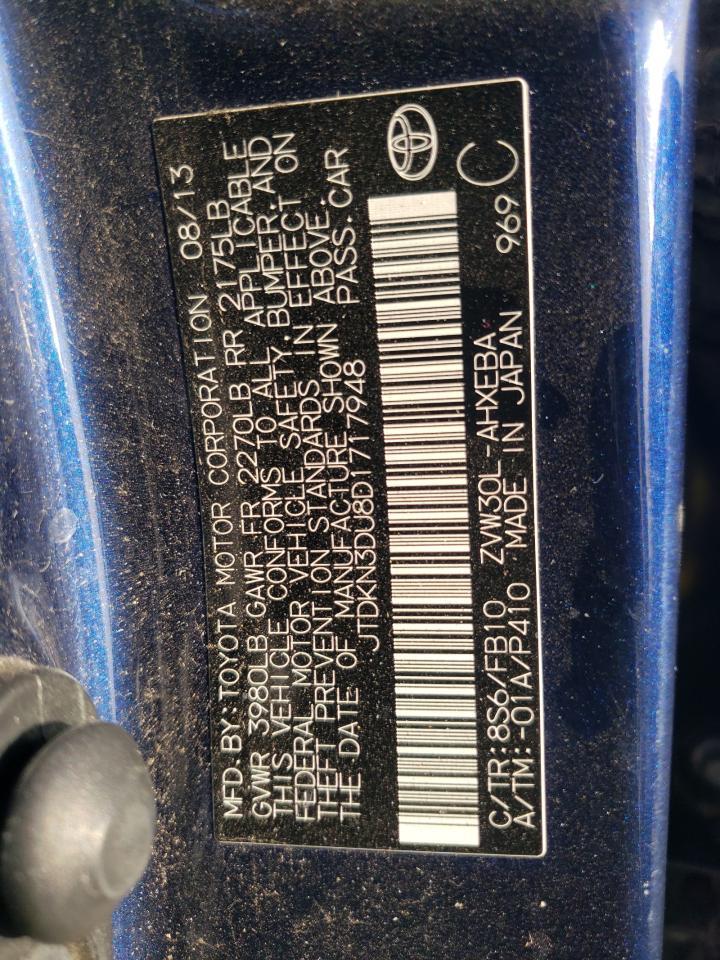 MFD. BY: TOYOTA MOTOR CORPORATION 08/13
GVWR 3980LB GAWR FR 2270LB RR 2175LB
THIS VEHICLE CONFORMS TO ALL APPLICABLE
FEDERAL MOTOR VEHICLE SAFETY, BUMPER, AND
THEFT PREVENTION STANDARDS IN EFFECT ON
THE DATE OF MANUFACTURE SHOWN ABOVE.
JTDKN3DU8D1717948 PASS. CAR
C/TR: 8S6/FB10 ZVW30L-AHXEBA
A/TM: -01A/P410 MADE IN JAPAN
969 C